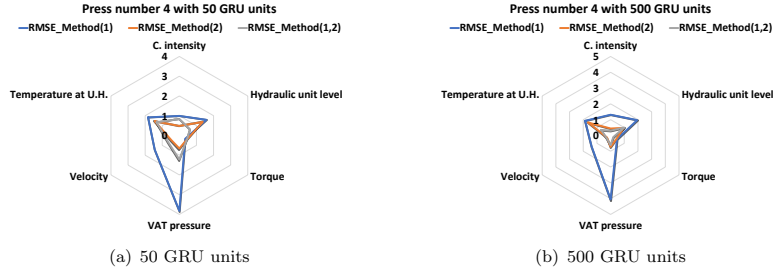 Press number 4 with 50 GRU units
RMSE_Method(1) RMSE_Method(2) RMSE_Method(1,2)
C. intensity
4
3
2
1
0
Temperature at U.H.
Hydraulic unit level
Velocity
Torque
VAT pressure
(a) 50 GRU units
Press number 4 with 500 GRU units
RMSE_Method(1) RMSE_Method(2) RMSE_Method(1,2)
C. intensity
5
4
3
2
1
0
Temperature at U.H.
Hydraulic unit level
Velocity
Torque
VAT pressure
(b) 500 GRU units